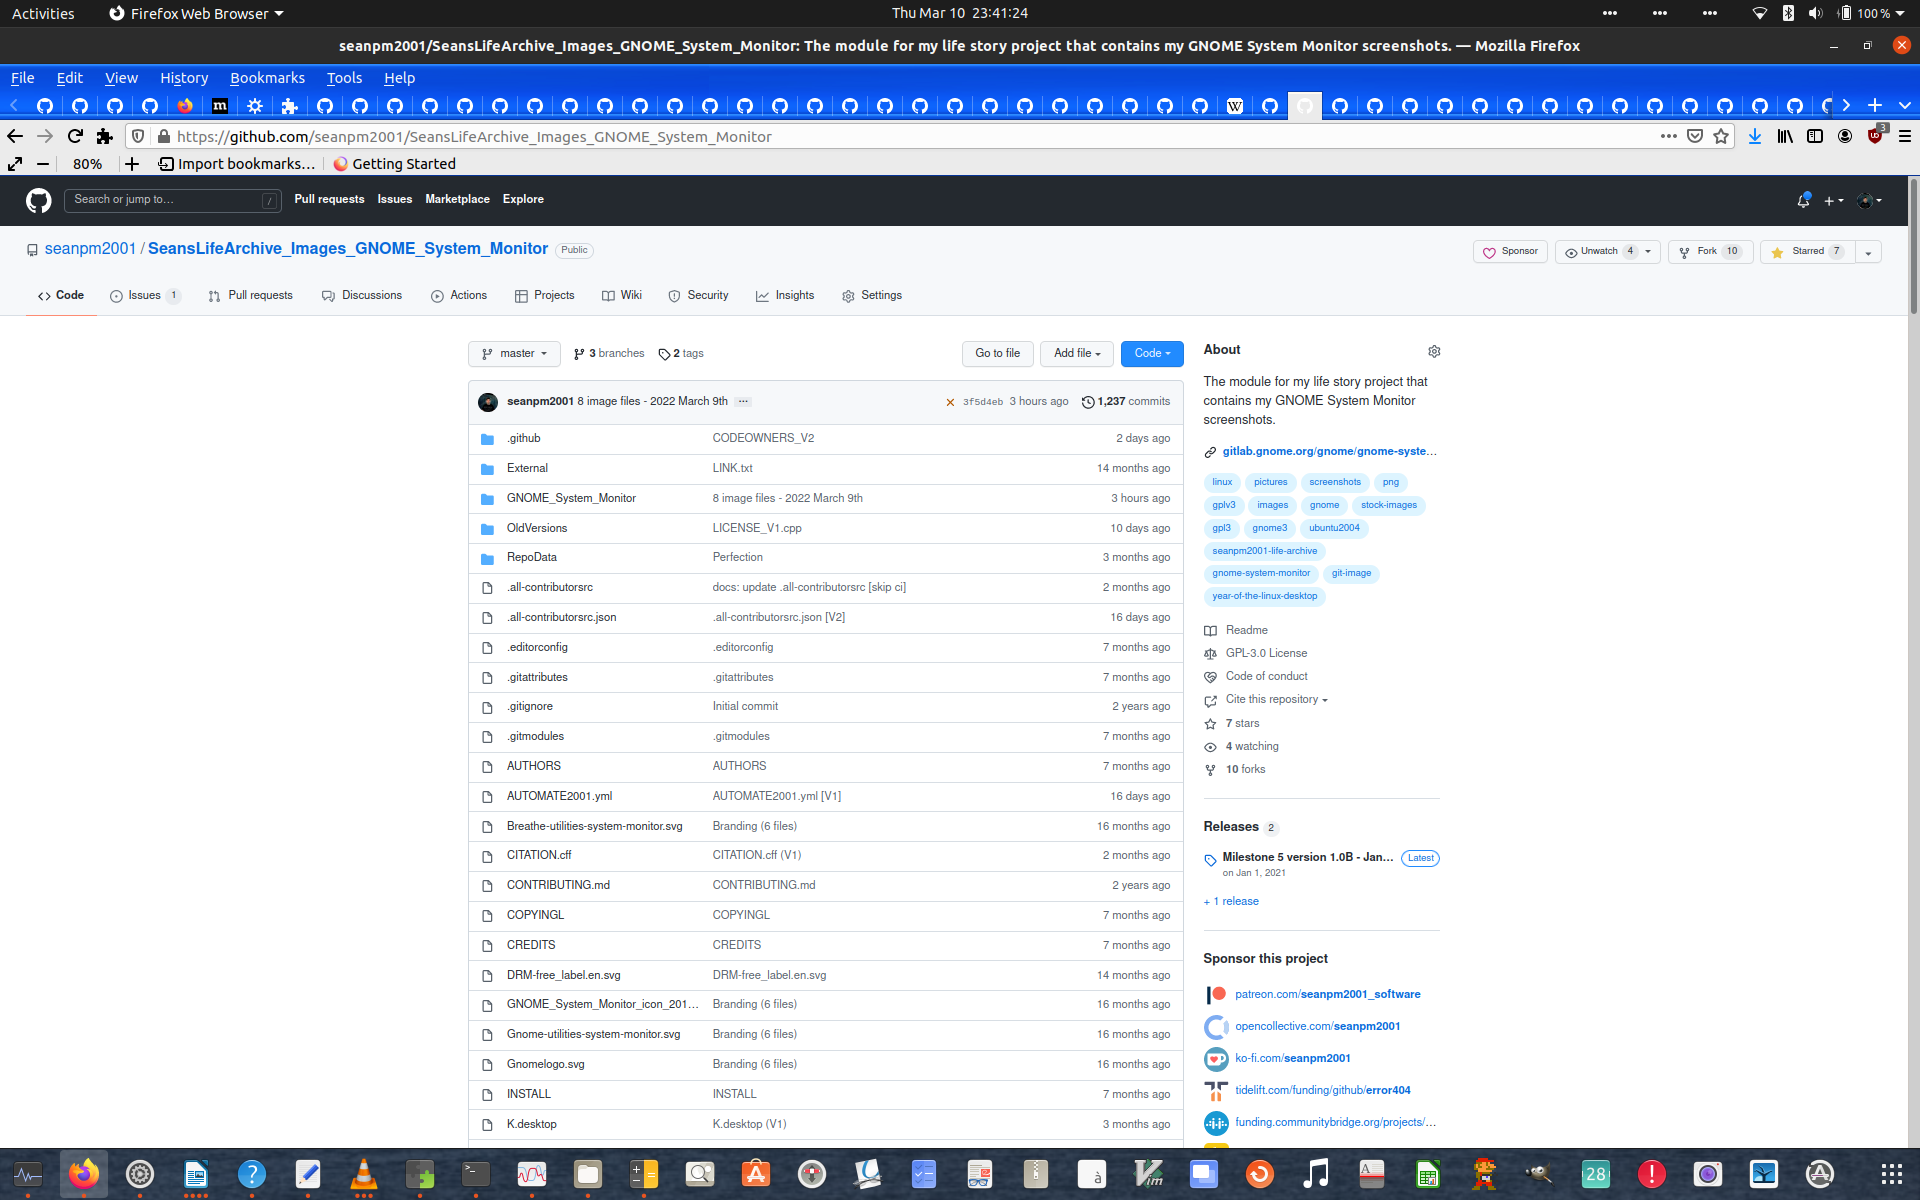 Activities
Firefox Web Browser
Thu Mar 10 23:41:24
100 %
seanpm2001/SeansLifeArchive_Images_GNOME_System_Monitor: The module for my life story project that contains my GNOME System Monitor screenshots. — Mozilla Firefox
File Edit View History Bookmarks Tools Help
https://github.com/seanpm2001/SeansLifeArchive_Images_GNOME_System_Monitor
3
80%
Import bookmarks…
Getting Started
Search or jump to…
/
Pull requests Issues Marketplace Explore
seanpm2001 / SeansLifeArchive_Images_GNOME_System_Monitor Public
Sponsor
Unwatch 4
Fork 10
Starred 7
Code
Issues 1
Pull requests
Discussions
Actions
Projects
Wiki
Security
Insights
Settings
master
3 branches
2 tags
Go to file
Add file
Code
seanpm2001 8 image files - 2022 March 9th …
3f5d4eb 3 hours ago 1,237 commits
.github CODEOWNERS_V2 2 days ago
External LINK.txt 14 months ago
GNOME_System_Monitor 8 image files - 2022 March 9th 3 hours ago
OldVersions LICENSE_V1.cpp 10 days ago
RepoData Perfection 3 months ago
.all-contributorsrc docs: update .all-contributorsrc [skip ci] 2 months ago
.all-contributorsrc.json .all-contributorsrc.json [V2] 16 days ago
.editorconfig .editorconfig 7 months ago
.gitattributes .gitattributes 7 months ago
.gitignore Initial commit 2 years ago
.gitmodules .gitmodules 7 months ago
AUTHORS AUTHORS 7 months ago
AUTOMATE2001.yml AUTOMATE2001.yml [V1] 16 days ago
Breathe-utilities-system-monitor.svg Branding (6 files) 16 months ago
CITATION.cff CITATION.cff (V1) 2 months ago
CONTRIBUTING.md CONTRIBUTING.md 2 years ago
COPYINGL COPYINGL 7 months ago
CREDITS CREDITS 7 months ago
DRM-free_label.en.svg DRM-free_label.en.svg 14 months ago
GNOME_System_Monitor_icon_201… Branding (6 files) 16 months ago
Gnome-utilities-system-monitor.svg Branding (6 files) 16 months ago
Gnomelogo.svg Branding (6 files) 16 months ago
INSTALL INSTALL 7 months ago
K.desktop K.desktop (V1) 3 months ago
About
The module for my life story project that
contains my GNOME System Monitor
screenshots.
gitlab.gnome.org/gnome/gnome-syste…
linux pictures screenshots png
gplv3 images gnome stock-images
gpl3 gnome3 ubuntu2004
seanpm2001-life-archive
gnome-system-monitor git-image
year-of-the-linux-desktop
Readme
GPL-3.0 License
Code of conduct
Cite this repository
7 stars
4 watching
10 forks
Releases 2
Milestone 5 version 1.0B - Jan… Latest
on Jan 1, 2021
+ 1 release
Sponsor this project
patreon.com/seanpm2001_software
opencollective.com/seanpm2001
ko-fi.com/seanpm2001
tidelift.com/funding/github/error404
funding.communitybridge.org/projects/…
28